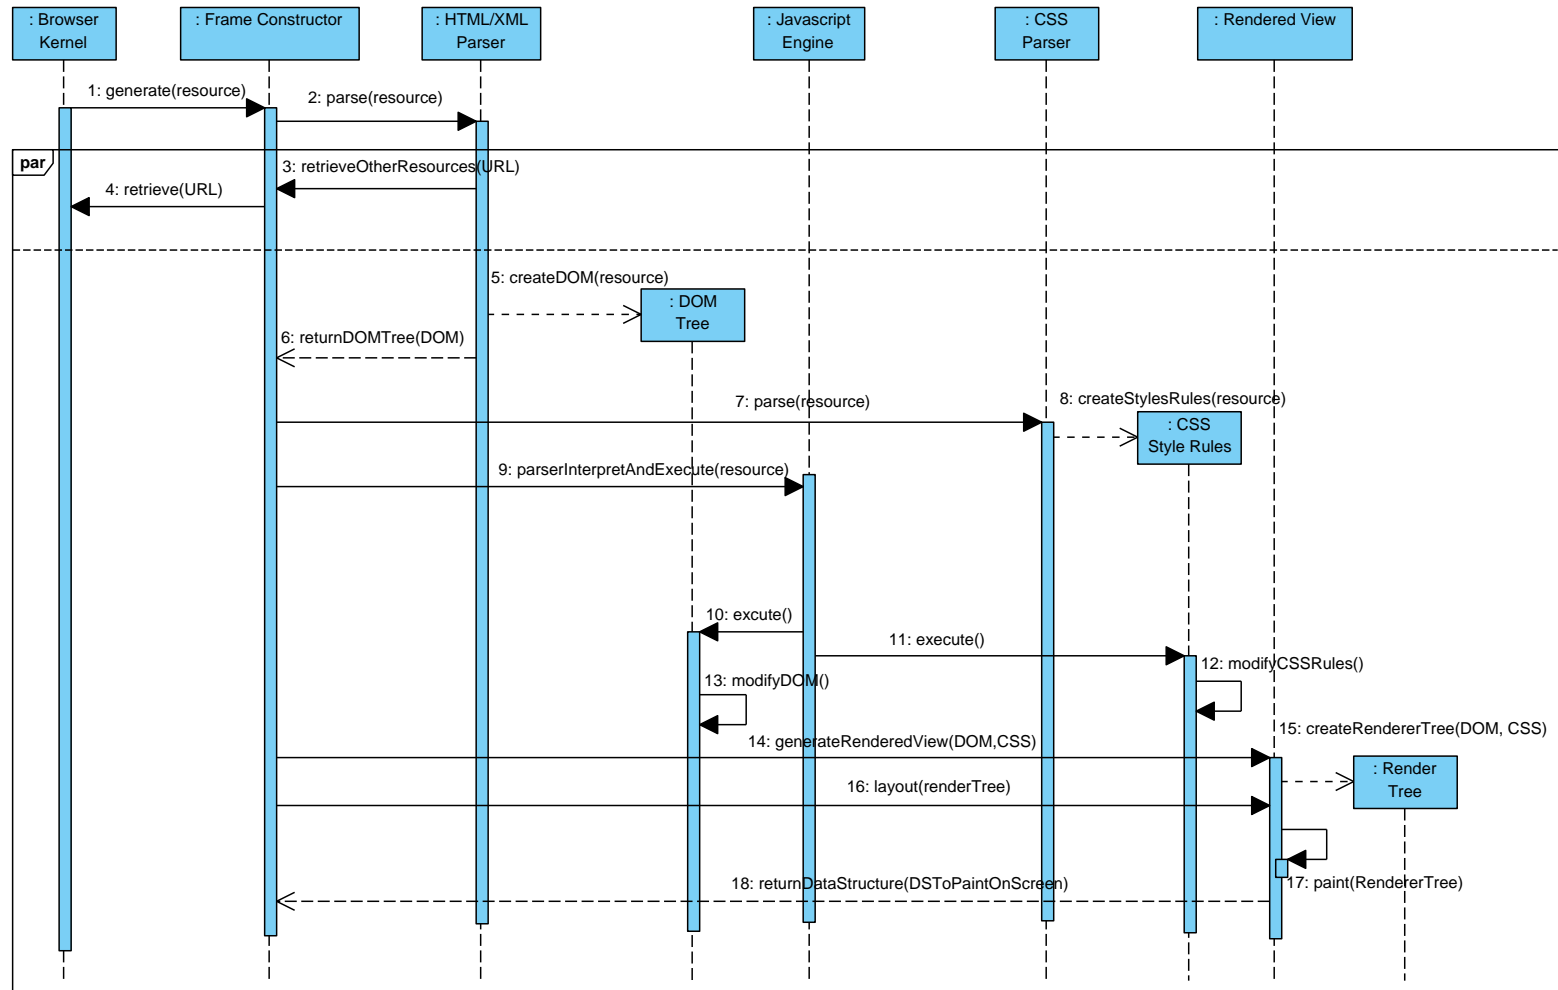 : Browser
Kernel
: Frame Constructor
: HTML/XML
Parser
: Javascript
Engine
: CSS
Parser
: Rendered View
1: generate(resource)
2: parse(resource)
par
3: retrieveOtherResources(URL)
4: retrieve(URL)
5: createDOM(resource)
: DOM
Tree
6: returnDOMTree(DOM)
7: parse(resource)
8: createStylesRules(resource)
: CSS
Style Rules
9: parserInterpretAndExecute(resource)
10: excute()
11: execute()
12: modifyCSSRules()
13: modifyDOM()
14: generateRenderedView(DOM,CSS)
15: createRendererTree(DOM, CSS)
: Render
Tree
16: layout(renderTree)
17: paint(RendererTree)
18: returnDataStructure(DSToPaintOnScreen)